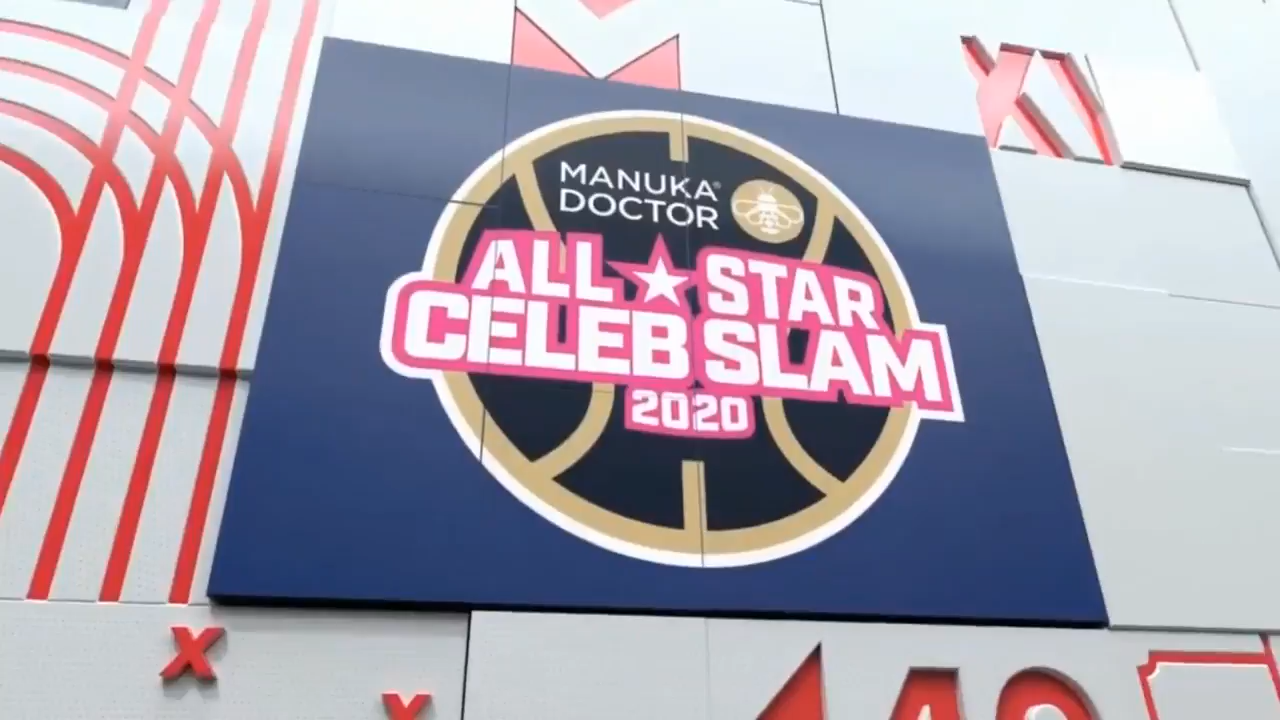 MANUKA®
DOCTOR
ALL ★ STAR
CELEB SLAM
2020
x
x